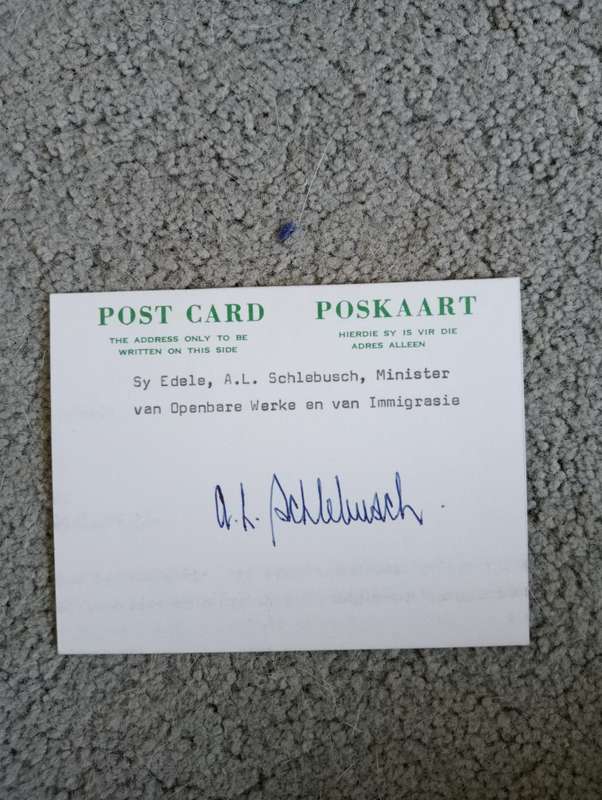 POST CARD
THE ADDRESS ONLY TO BE
WRITTEN ON THIS SIDE
POSKAART
HIERDIE SY IS VIR DIE
ADRES ALLEEN
Sy Edele, A.L. Schlebusch, Minister
van Openbare Werke en van Immigrasie
A. L. Schlebusch.